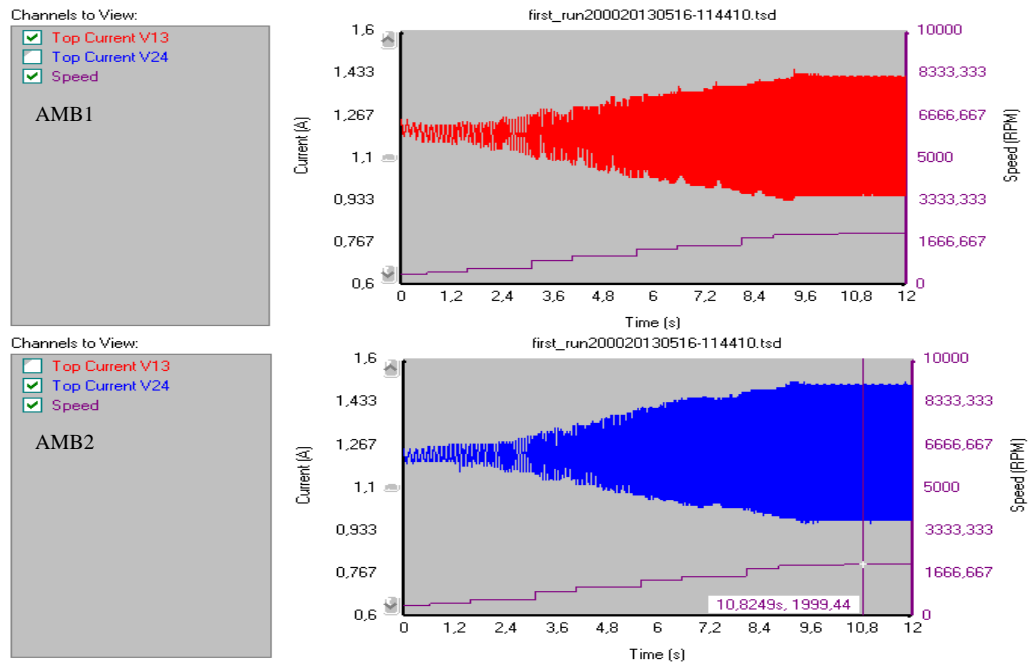 Channels to View:
Top Current V13
Top Current V24
Speed
AMB1
first_run200020130516-114410.tsd
1,6
1,433
1,267
1,1
0,933
0,767
0,6
Current (A)
10000
8333,333
6666,667
5000
3333,333
1666,667
0
Speed (RPM)
0 1,2 2,4 3,6 4,8 6 7,2 8,4 9,6 10,8 12
Time (s)
Channels to View:
Top Current V13
Top Current V24
Speed
AMB2
first_run200020130516-114410.tsd
1,6
1,433
1,267
1,1
0,933
0,767
0,6
Current (A)
10000
8333,333
6666,667
5000
3333,333
1666,667
0
Speed (RPM)
10,8249s, 1999,44
0 1,2 2,4 3,6 4,8 6 7,2 8,4 9,6 10,8 12
Time (s)